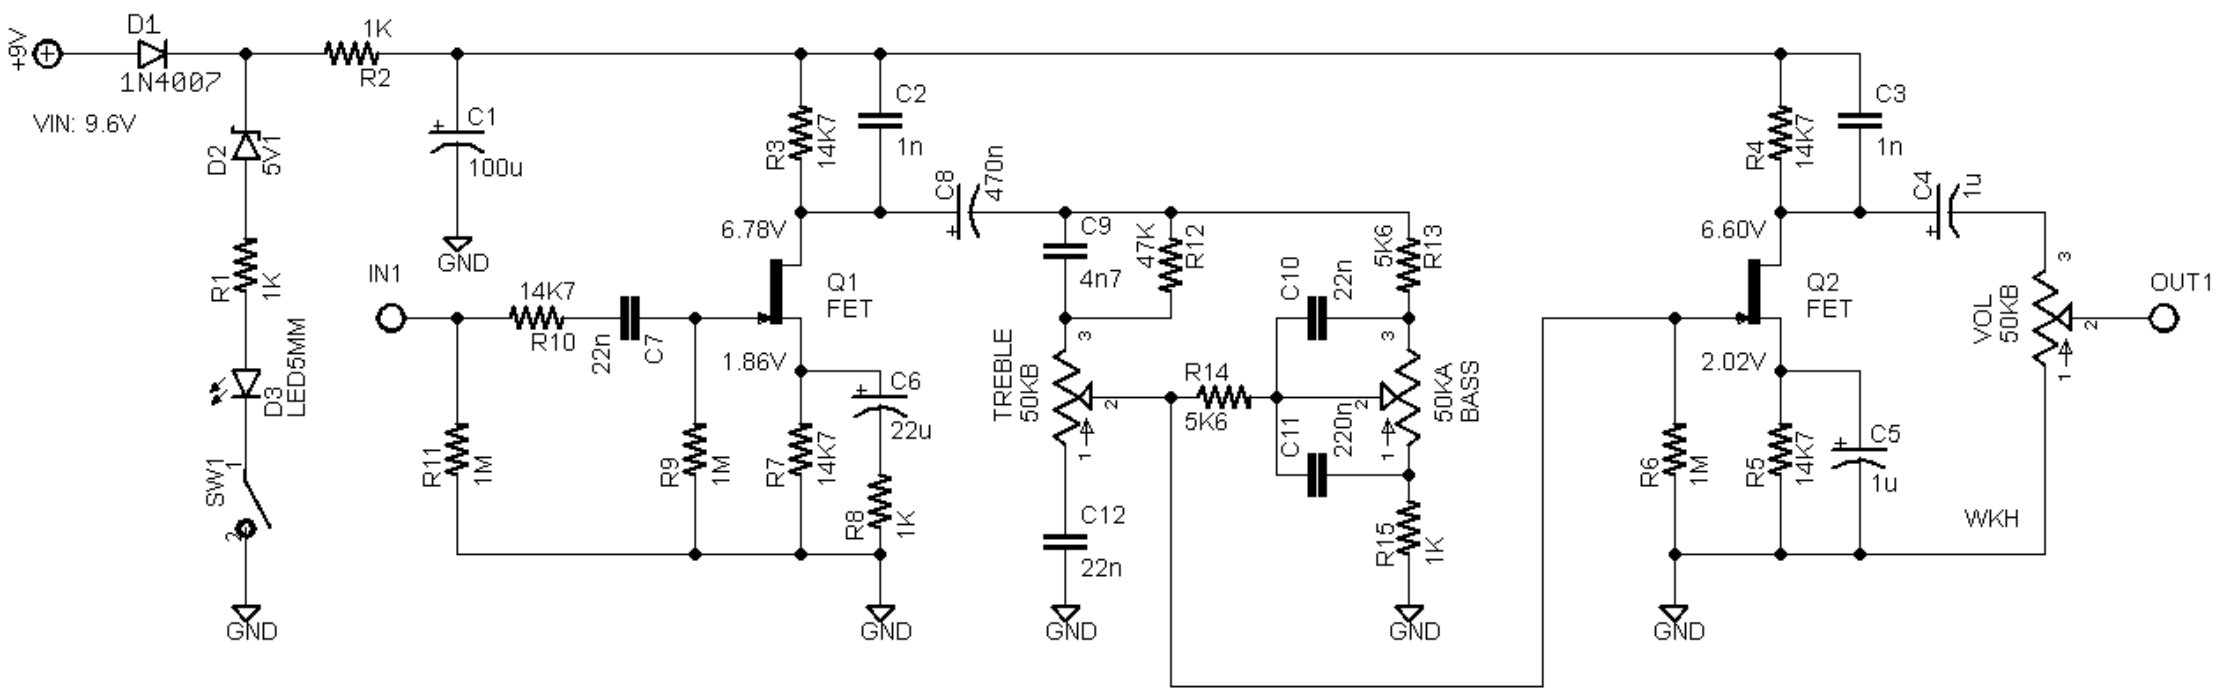 +9V
D1
1N4007
VIN: 9.6V
1K
R2
D2
5V1
C1
+
100u
GND
R1
1K
D3
LED5MM
SW1
1
2
GND
IN1
R11
1M
14K7
R10
22n
C7
R9
1M
R3
14K7
C2
1n
6.78V
Q1
FET
1.86V
R7
14K7
C6
+
22u
R8
1K
GND
C8
470n
+
C9
4n7
47K
R12
5K6
R13
TREBLE
50KB
3
2
1
R14
5K6
C10
22n
C11
220n
3
2
1
50KA
BASS
C12
22n
GND
R15
1K
GND
R4
14K7
C3
1n
C4
1u
+
6.60V
Q2
FET
2.02V
R6
1M
R5
14K7
C5
+
1u
GND
VOL
50KB
3
2
1
OUT1
WKH